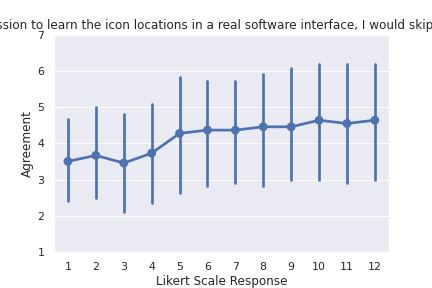 ssion to learn the icon locations in a real software interface, I would skip
7
6
5
4
3
2
1
Agreement
1 2 3 4 5 6 7 8 9 10 11 12
Likert Scale Response